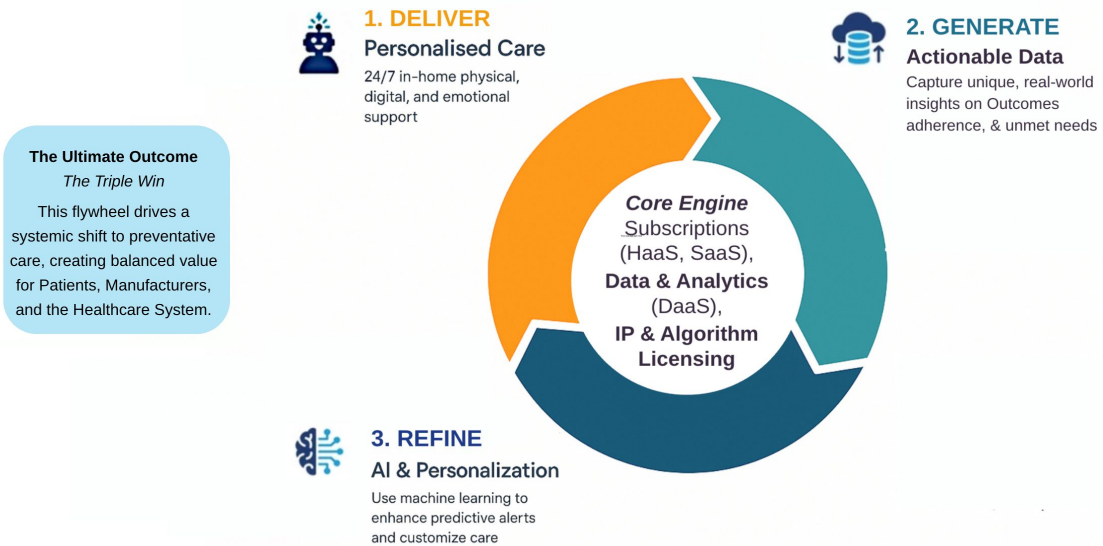 1. DELIVER
Personalised Care
24/7 in-home physical,
digital, and emotional
support
2. GENERATE
Actionable Data
Capture unique, real-world
insights on Outcomes
adherence, & unmet needs
The Ultimate Outcome
The Triple Win
This flywheel drives a
systemic shift to preventative
care, creating balanced value
for Patients, Manufacturers,
and the Healthcare System.
Core Engine
Subscriptions
(HaaS, SaaS),
Data & Analytics
(DaaS),
IP & Algorithm
Licensing
3. REFINE
AI & Personalization
Use machine learning to
enhance predictive alerts
and customize care